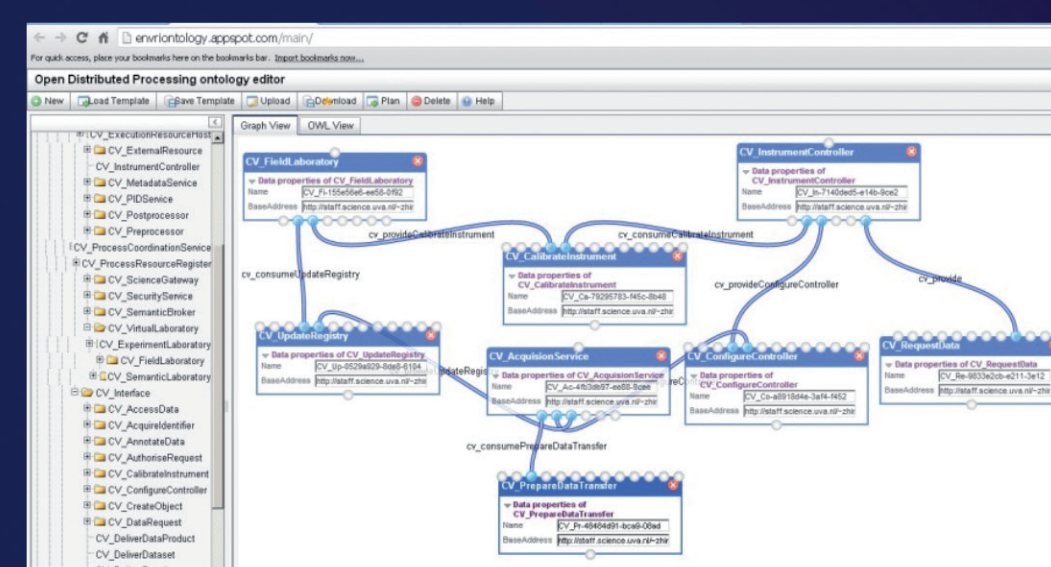 envriontology.appspot.com/main/
For quick access, place your bookmarks here on the bookmarks bar. Import bookmarks now...
Open Distributed Processing ontology editor
New Load Template Save Template Upload Download Plan Delete Help
Graph View OWL View
CV_ExecutionResourceHost
CV_ExternalResource
CV_InstrumentController
CV_MetadataService
CV_PIDService
CV_Postprocessor
CV_Preprocessor
CV_ProcessCoordinationService
CV_ProcessResourceRegister
CV_ScienceGateway
CV_SecurityService
CV_SemanticBroker
CV_VirtualLaboratory
CV_ExperimentLaboratory
CV_FieldLaboratory
CV_SemanticLaboratory
CV_Interface
CV_AccessData
CV_AcquireIdentifier
CV_AnnotateData
CV_AuthoriseRequest
CV_CalibrateInstrument
CV_ConfigureController
CV_CreateObject
CV_DataRequest
CV_DeliverDataProduct
CV_DeliverDataset
CV_FieldLaboratory
Data properties of CV_FieldLaboratory
Name CV_Fi-155e56e6-ee58-0f92
BaseAddress http://staff.science.uva.nl/~zhir
CV_InstrumentController
Data properties of
CV_InstrumentController
Name CV_In-7140ded5-e14b-9ce2
BaseAddress http://staff.science.uva.nl/~zhir
cv_provideCalibrateInstrument
cv_consumeCalibrateInstrument
CV_CalibrateInstrument
Data properties of
CV_CalibrateInstrument
Name CV_Ca-79295783-f45c-8b48
BaseAddress http://staff.science.uva.nl/~zhir
cv_consumeUpdateRegistry
cv_provideConfigureController
cv_provide
CV_UpdateRegistry
Data properties of CV_UpdateRegistry
Name CV_Up-8529a829-8de8-6104
BaseAddress http://staff.science.uva.nl/~zhir
CV_AcquisionService
Data properties of CV_AcquisionService
Name CV_Ac-4fb3db97-ee88-9cee
BaseAddress http://staff.science.uva.nl/~zhir
CV_ConfigureController
Data properties of
CV_ConfigureController
Name CV_Co-a8918d4e-3af4-f452
BaseAddress http://staff.science.uva.nl/~zhir
CV_RequestData
Data properties of CV_RequestData
Name CV_Re-9833e2cb-e211-3e12
BaseAddress http://staff.science.uva.nl/~zhir
cv_consumePrepareDataTransfer
CV_PrepareDataTransfer
Data properties of
CV_PrepareDataTransfer
Name CV_Pr-48484d91-bca9-08ad
BaseAddress http://staff.science.uva.nl/~zhir